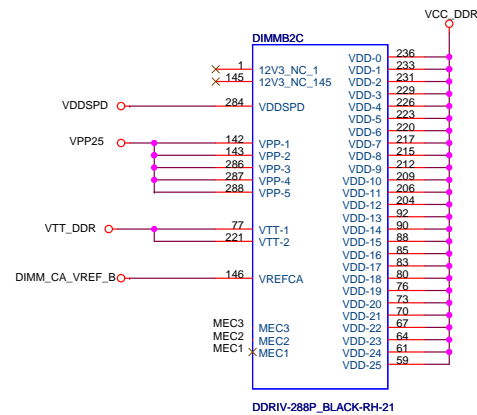 VCC_DDR
DIMMB2C
1 12V3_NC_1 VDD-0 236
145 12V3_NC_145 VDD-1 233
VDD-2 231
VDD-3 229
VDDSPD 284 VDDSPD VDD-4 226
VDD-5 223
VDD-6 220
VPP25 142 VPP-1 VDD-7 217
143 VPP-2 VDD-8 215
286 VPP-3 VDD-9 212
287 VPP-4 VDD-10 209
288 VPP-5 VDD-11 206
VDD-12 204
VDD-13 92
VTT_DDR 77 VTT-1 VDD-14 90
221 VTT-2 VDD-15 88
VDD-16 85
VDD-17 83
DIMM_CA_VREF_B 146 VREFCA VDD-18 80
VDD-19 76
VDD-20 73
VDD-21 70
MEC3 MEC3 VDD-22 67
MEC2 MEC2 VDD-23 64
MEC1 MEC1 VDD-24 61
VDD-25 59
DDRIV-288P_BLACK-RH-21